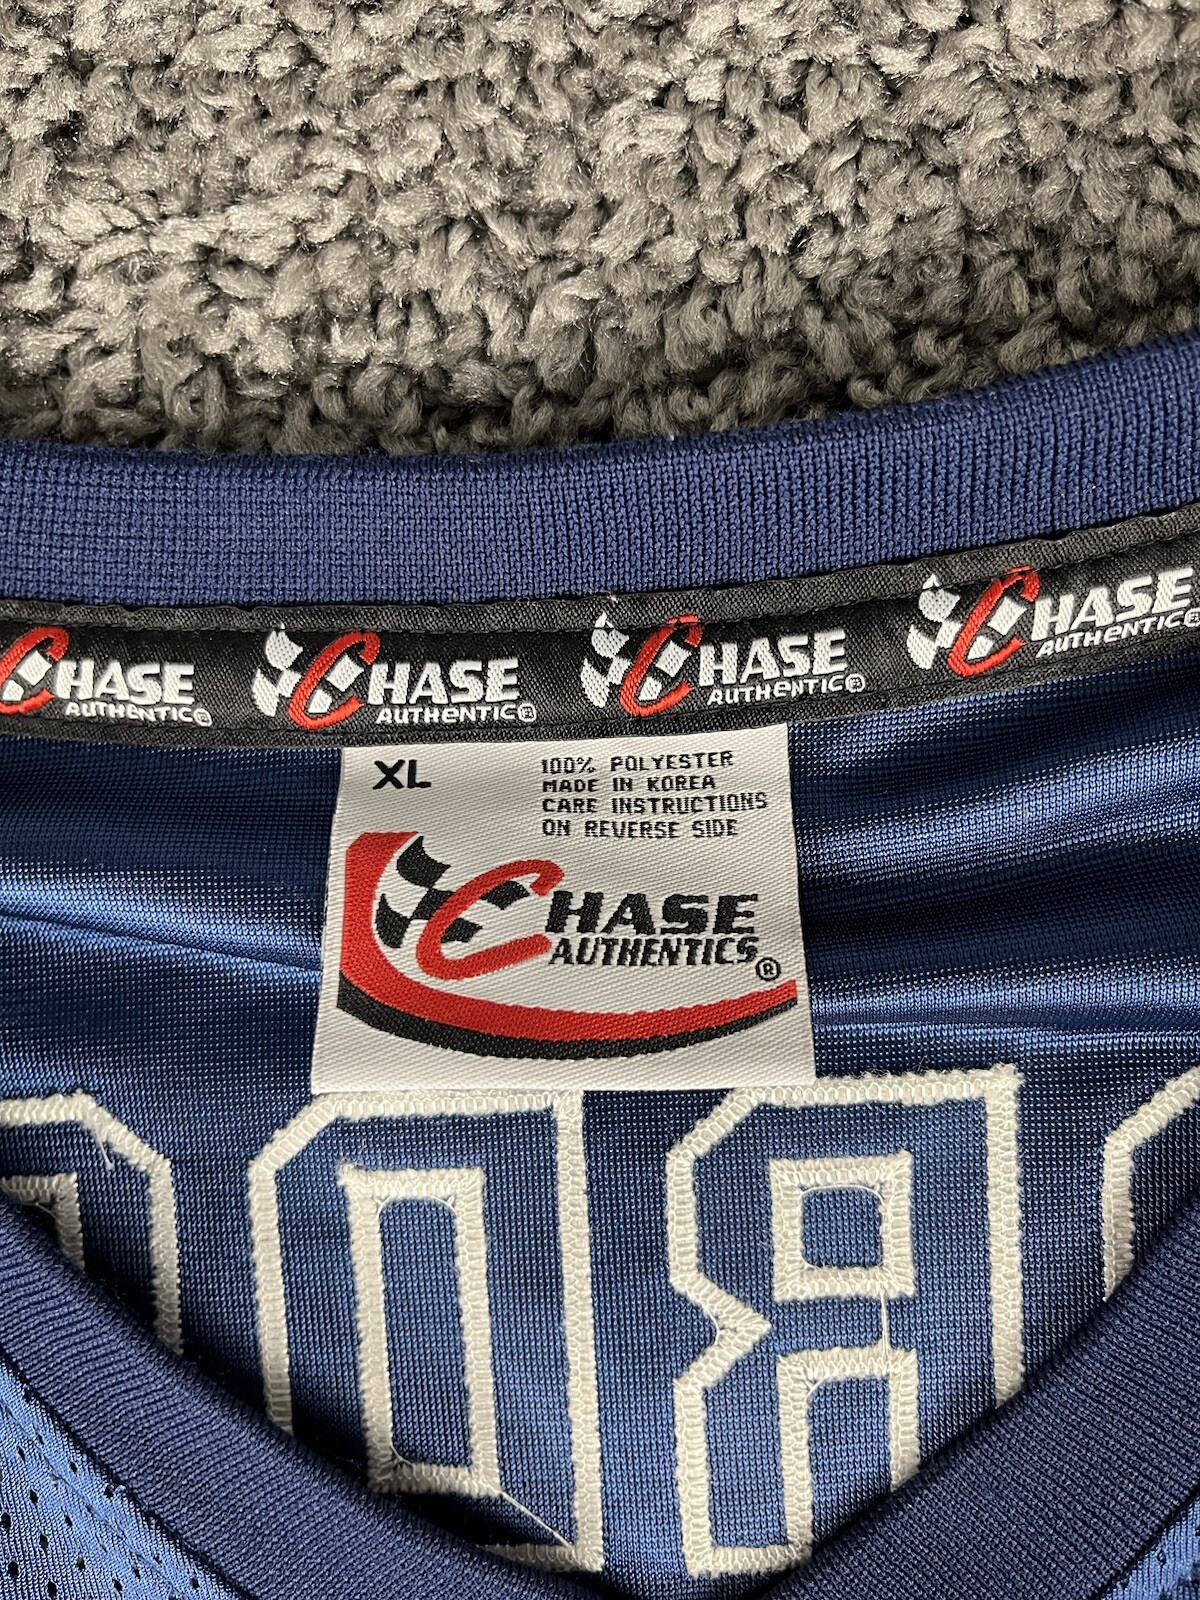 CHASE CHASE CHASE CHASE
AUTHENTIC® AUTHENTIC® AUTHENTIC® AUTHENTIC®
XL
100% POLYESTER
MADE IN KOREA
CARE INSTRUCTIONS
ON REVERSE SIDE
CHASE
AUTHENTICS®